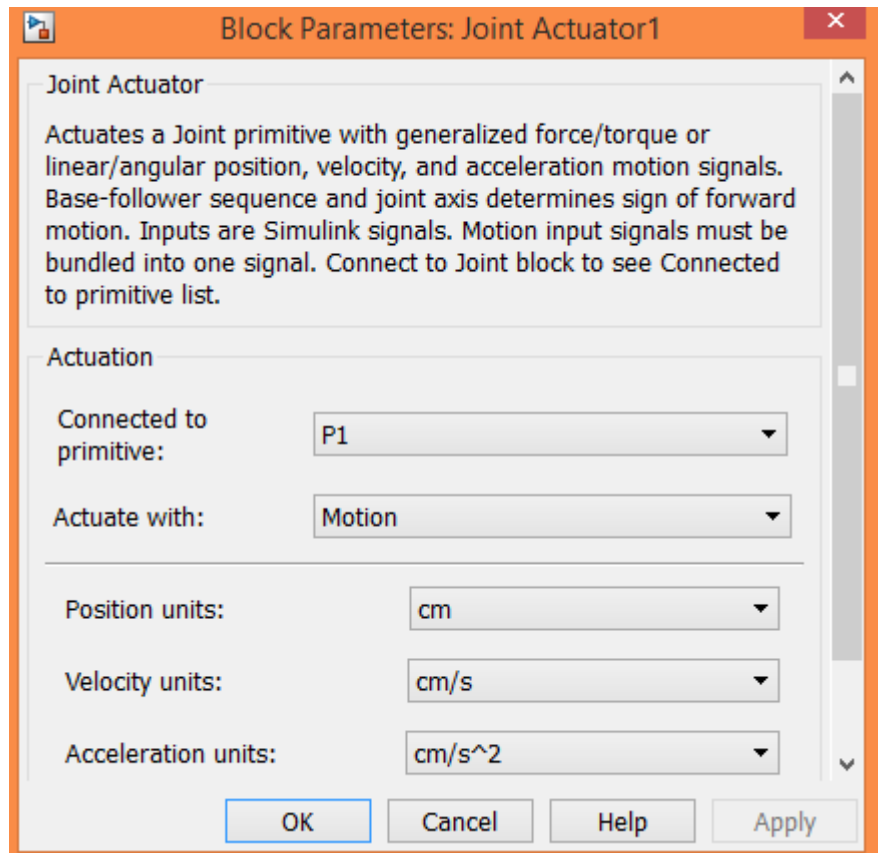 Block Parameters: Joint Actuator1
×
Joint Actuator
Actuates a Joint primitive with generalized force/torque or
linear/angular position, velocity, and acceleration motion signals.
Base-follower sequence and joint axis determines sign of forward
motion. Inputs are Simulink signals. Motion input signals must be
bundled into one signal. Connect to Joint block to see Connected
to primitive list.
Actuation
Connected to
primitive:
P1
Actuate with:
Motion
Position units:
cm
Velocity units:
cm/s
Acceleration units:
cm/s^2
OK
Cancel
Help
Apply